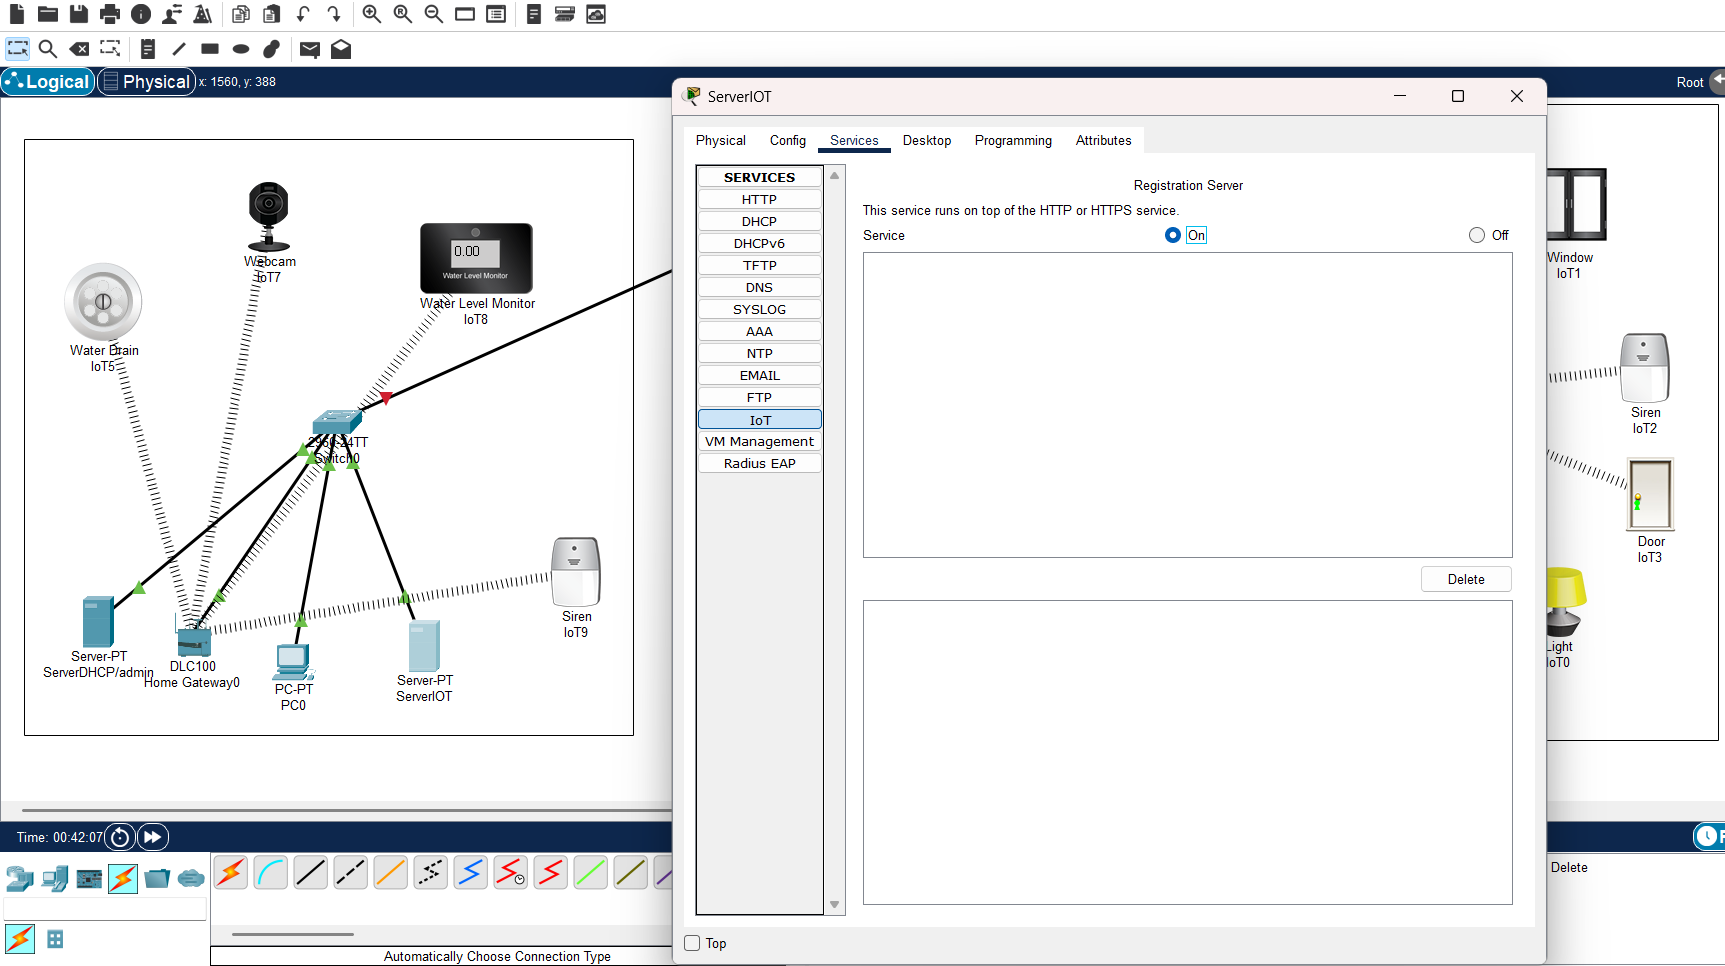 Logical
Physical
x: 1560, y: 388
Root
ServerIOT
Physical
Config
Services
Desktop
Programming
Attributes
SERVICES
HTTP
DHCP
DHCPv6
TFTP
DNS
SYSLOG
AAA
NTP
EMAIL
FTP
IoT
VM Management
Radius EAP
Registration Server
This service runs on top of the HTTP or HTTPS service.
Service
On
Off
Delete
Top
Webcam
IoT7
0.00
Water Level Monitor
Water Level Monitor
IoT8
Water Drain
IoT5
2960-24TT
Switch0
Siren
IoT9
Server-PT
ServerDHCP/admin
DLC100
Home Gateway0
PC-PT
PC0
Server-PT
ServerIOT
Window
IoT1
Siren
IoT2
Door
IoT3
Light
IoT0
Time: 00:42:07
Delete
Automatically Choose Connection Type